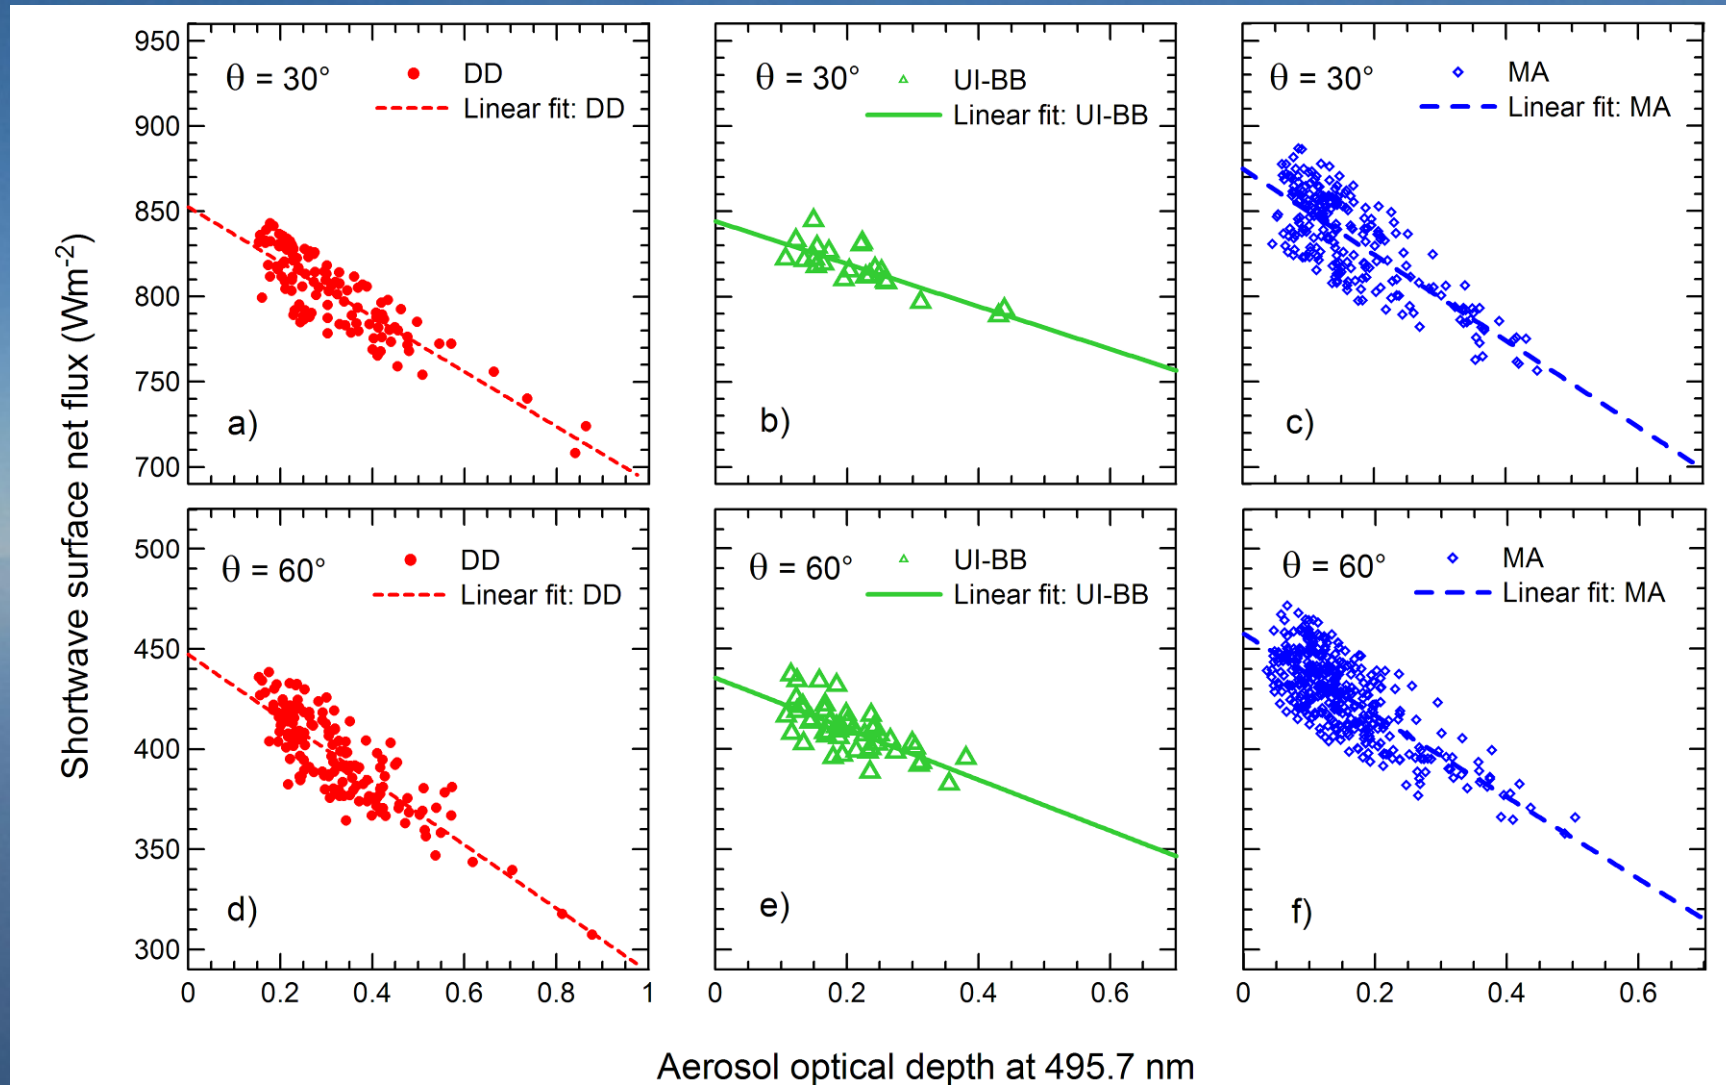 Shortwave surface net flux (Wm-2)
950
900
850
800
750
700
θ = 30°
DD
Linear fit: DD
a)
θ = 30°
UI-BB
Linear fit: UI-BB
b)
θ = 30°
MA
Linear fit: MA
c)
500
450
400
350
300
θ = 60°
DD
Linear fit: DD
d)
0 0.2 0.4 0.6 0.8 1
θ = 60°
UI-BB
Linear fit: UI-BB
e)
0 0.2 0.4 0.6
θ = 60°
MA
Linear fit: MA
f)
0 0.2 0.4 0.6
Aerosol optical depth at 495.7 nm